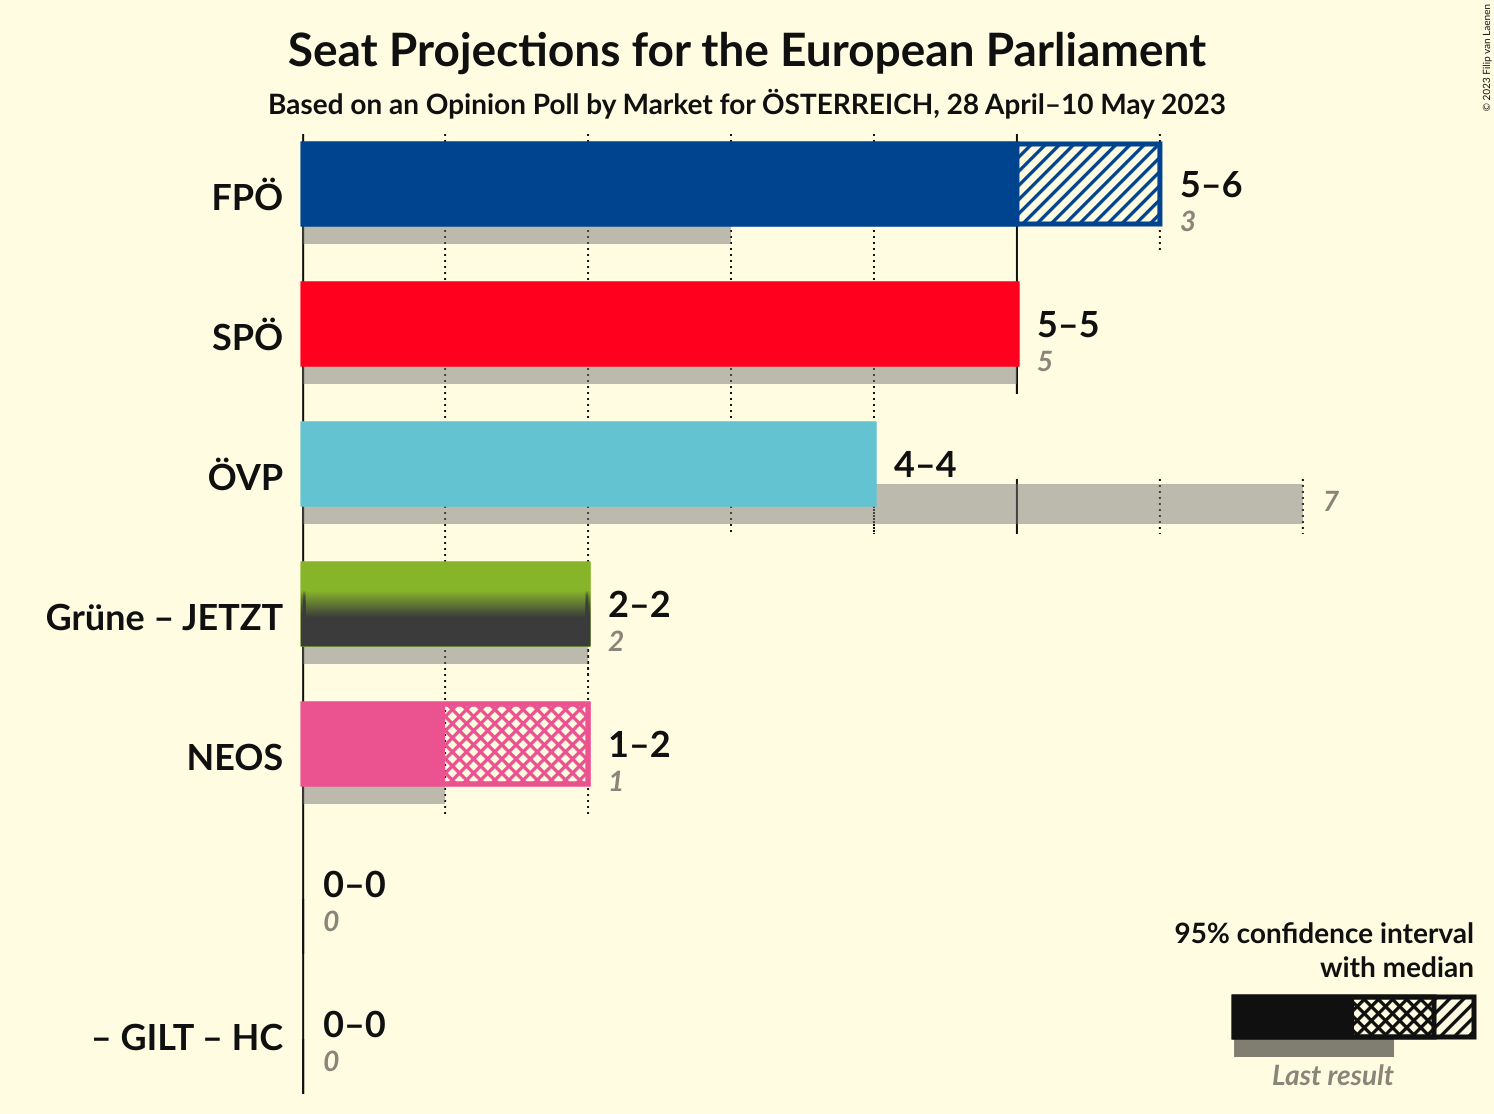 Seat Projections for the European Parliament
Based on an Opinion Poll by Market for ÖSTERREICH, 28 April–10 May 2023
© 2023 Filip van Laenen
FPÖ
5–6
3
SPÖ
5–5
5
ÖVP
4–4
7
Grüne – JETZT
2–2
2
NEOS
1–2
1
0–0
0
– GILT – HC
0–0
0
95% confidence interval
with median
Last result